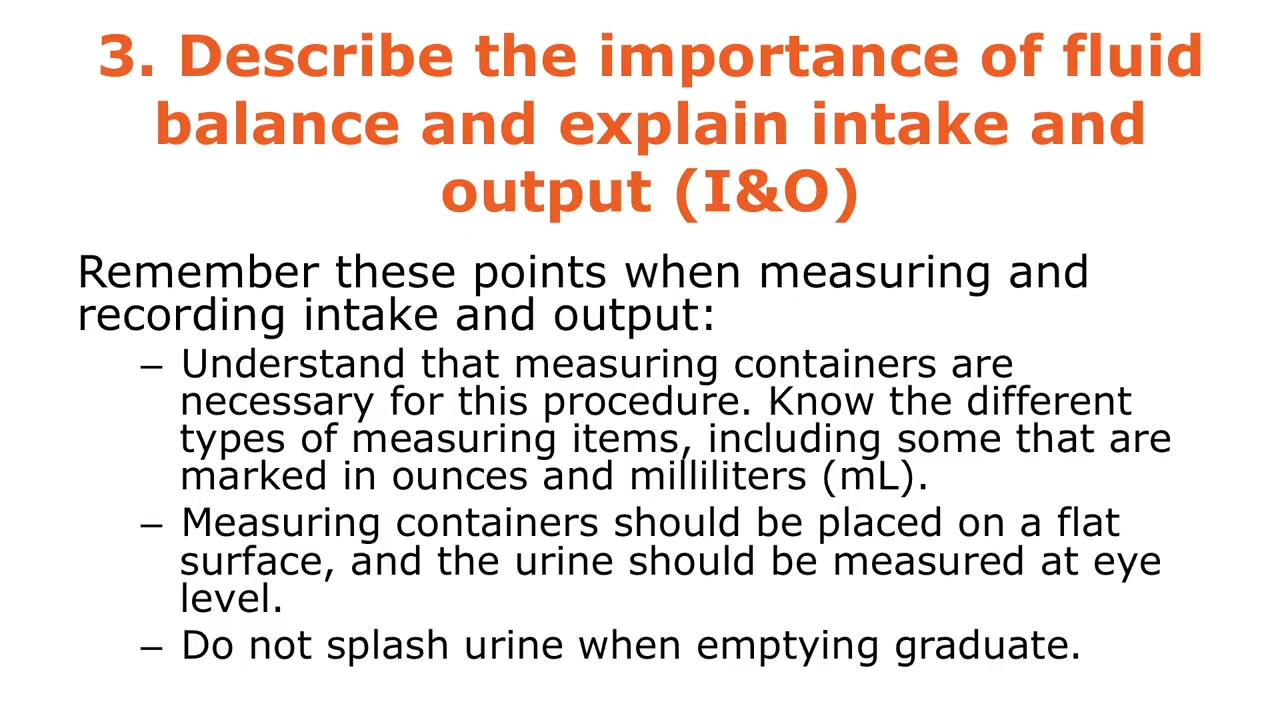 3. Describe the importance of fluid
balance and explain intake and
output (I&O)
Remember these points when measuring and
recording intake and output:
– Understand that measuring containers are
necessary for this procedure. Know the different
types of measuring items, including some that are
marked in ounces and milliliters (mL).
– Measuring containers should be placed on a flat
surface, and the urine should be measured at eye
level.
– Do not splash urine when emptying graduate.